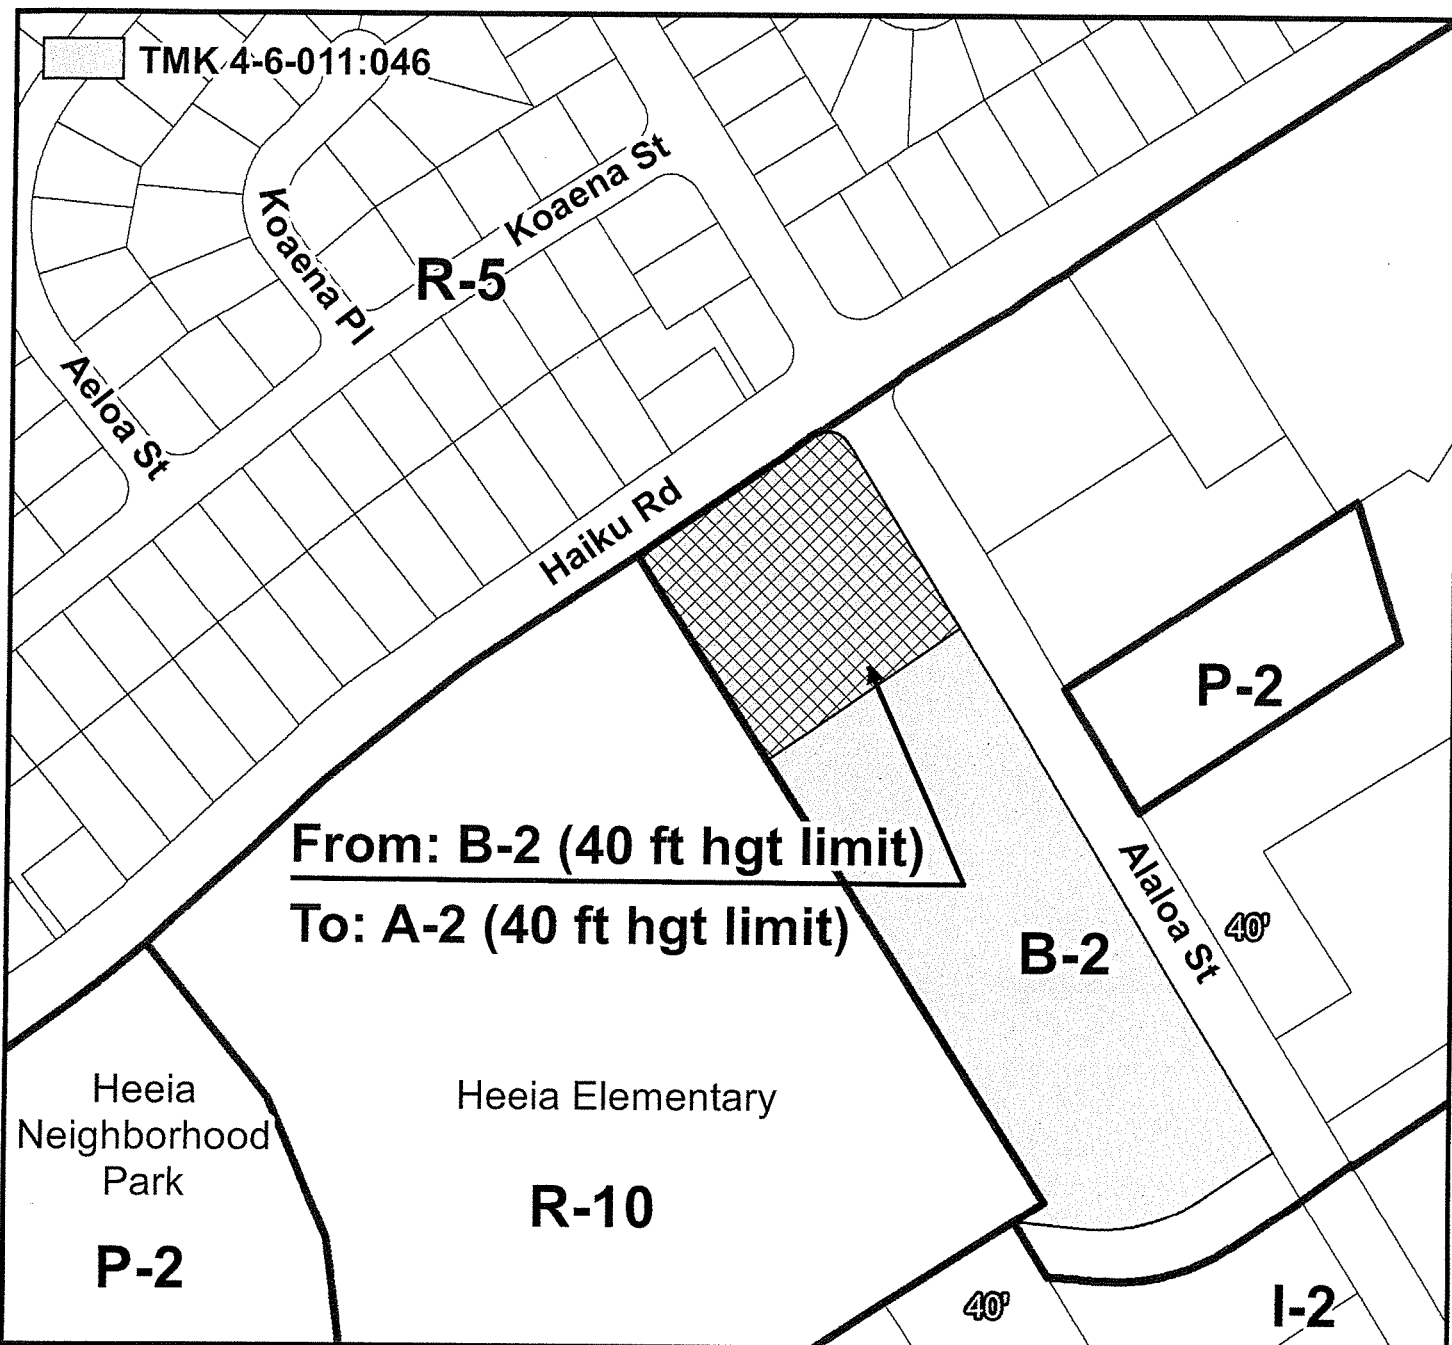 TMK 4-6-011:046
Koaena St
Koaena Pl
R-5
Aeloa St
Haiku Rd
P-2
From: B-2 (40 ft hgt limit)
To: A-2 (40 ft hgt limit)
Alaloa St
40'
B-2
Heeia
Neighborhood
Park
P-2
Heeia Elementary
R-10
40'
I-2